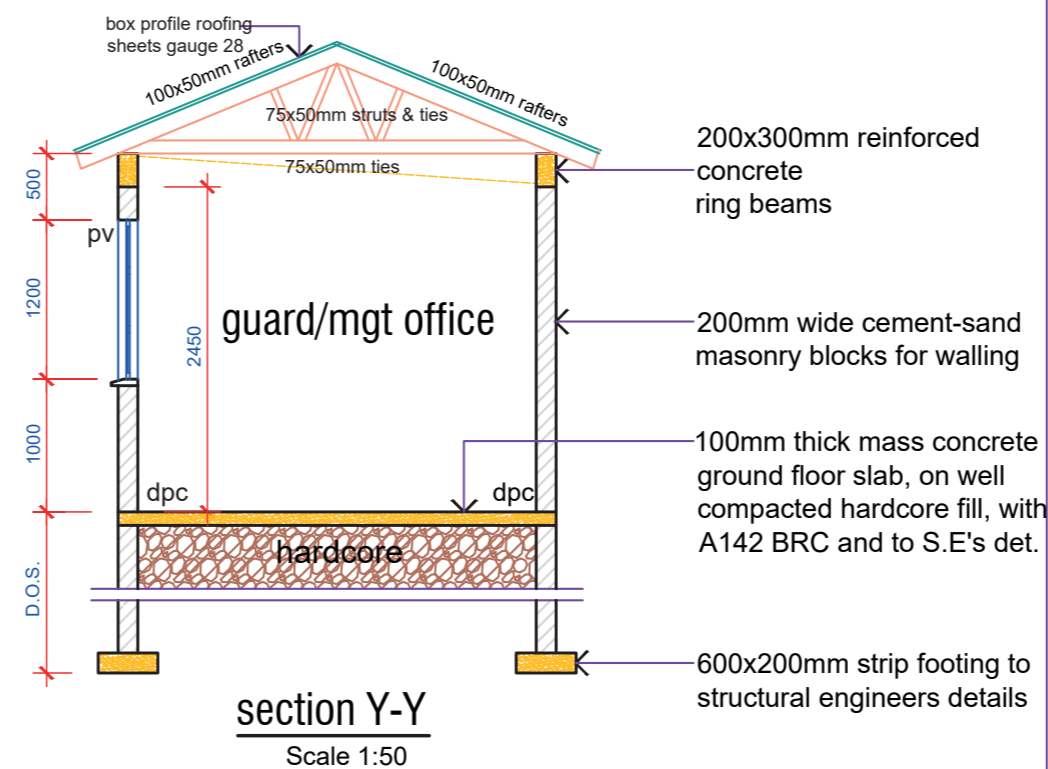 box profile roofing
sheets gauge 28
100x50mm rafters
100x50mm rafters
75x50mm struts & ties
75x50mm ties
200x300mm reinforced
concrete
ring beams
500
pv
1200
2450
guard/mgt office
200mm wide cement-sand
masonry blocks for walling
1000
100mm thick mass concrete
ground floor slab, on well
compacted hardcore fill, with
A142 BRC and to S.E's det.
dpc
dpc
hardcore
D.O.S.
600x200mm strip footing to
structural engineers details
section Y-Y
Scale 1:50